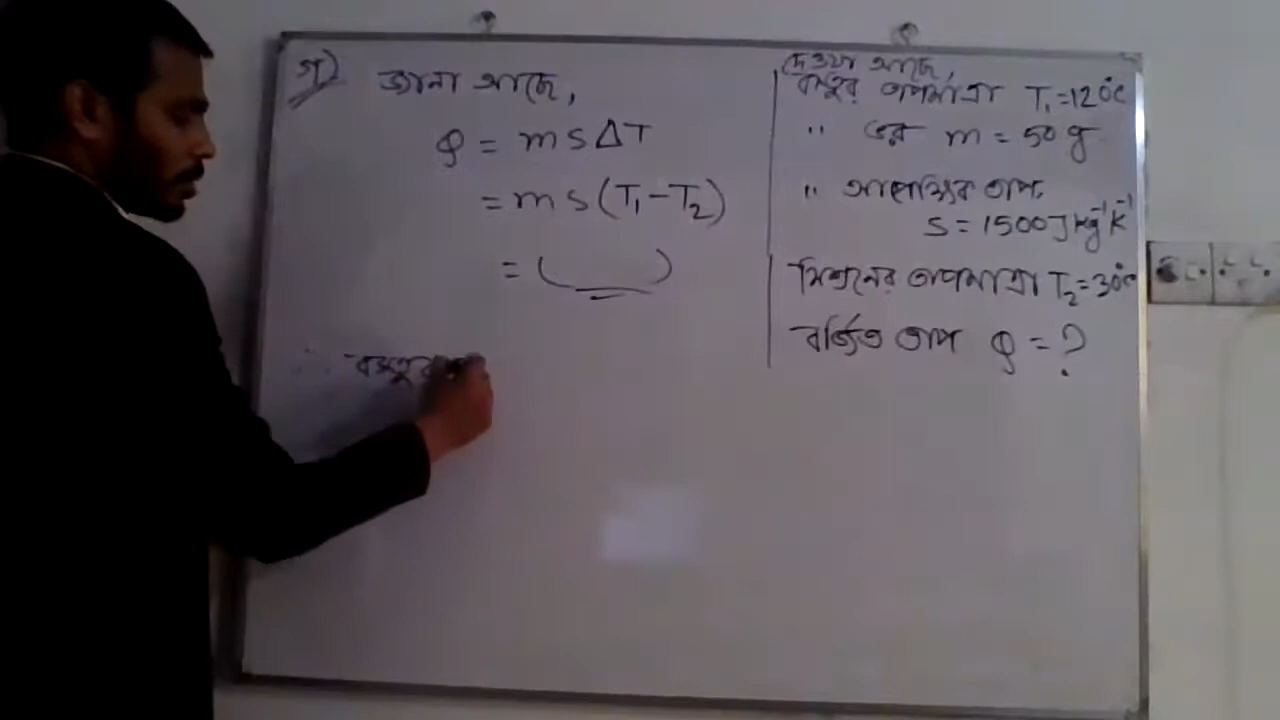 গ) জানা আছে,
Q = m s ΔT
= m s (T₁ - T₂)
= ( )
∴ বস্তুর
দেওয়া আছে,
বস্তুর তাপমাত্রা T₁ = 120°C
" ভর m = 50 g
" আপেক্ষিক তাপ,
S = 1500 J kg⁻¹ K⁻¹
মিশ্রনের তাপমাত্রা T₂ = 30°C
বর্জিত তাপ Q = ?